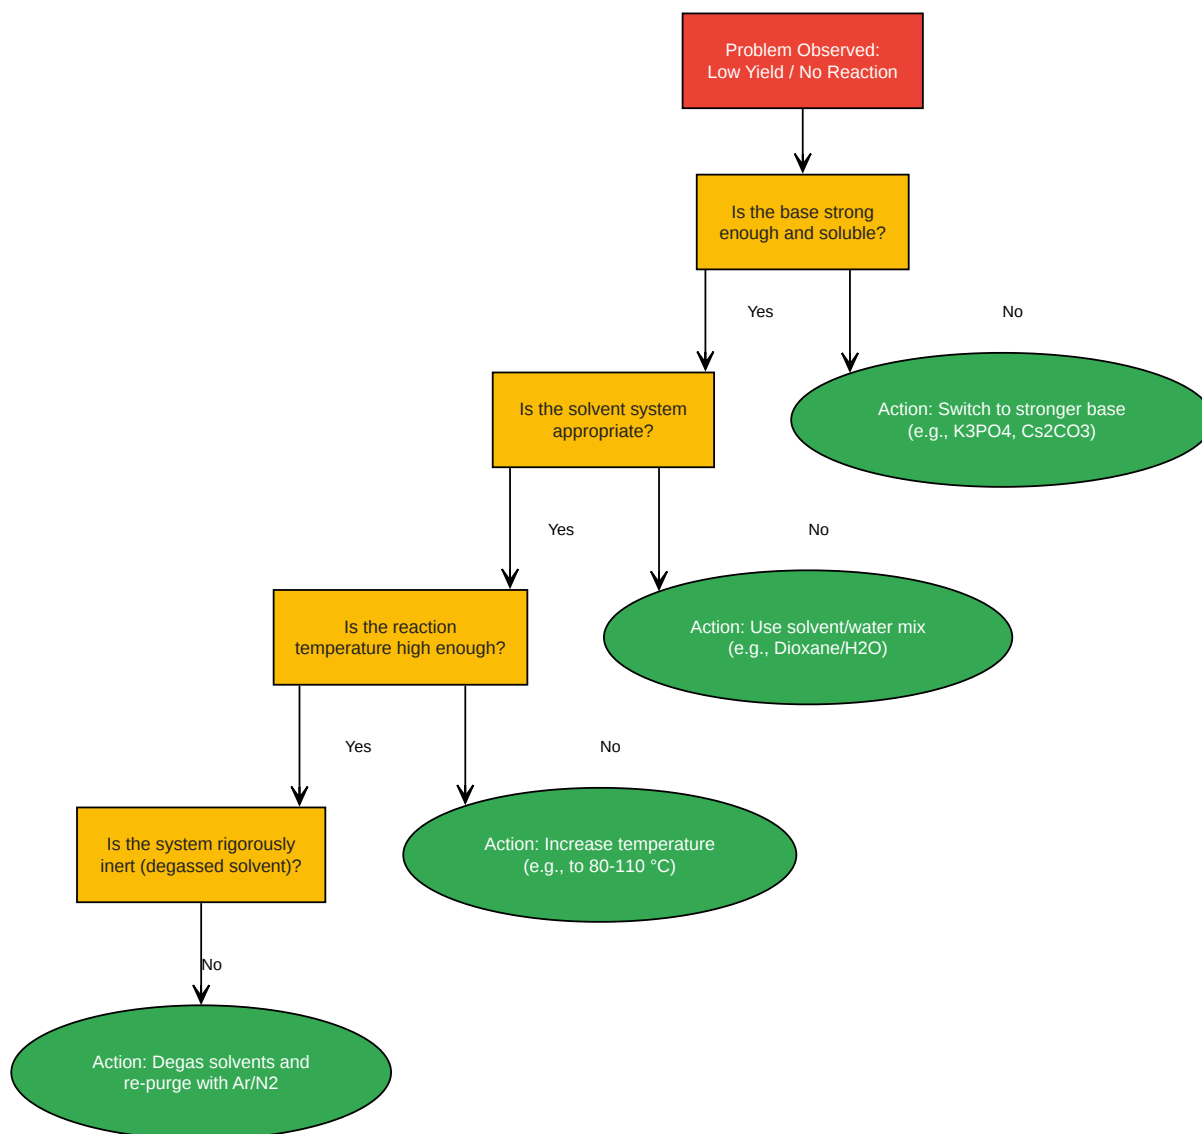 Problem Observed:
Low Yield / No Reaction
Is the base strong
enough and soluble?
Yes
No
Is the solvent system
appropriate?
Action: Switch to stronger base
(e.g., K3PO4, Cs2CO3)
Yes
No
Is the reaction
temperature high enough?
Action: Use solvent/water mix
(e.g., Dioxane/H2O)
Yes
No
Is the system rigorously
inert (degassed solvent)?
Action: Increase temperature
(e.g., to 80-110 °C)
No
Action: Degas solvents and
re-purge with Ar/N2